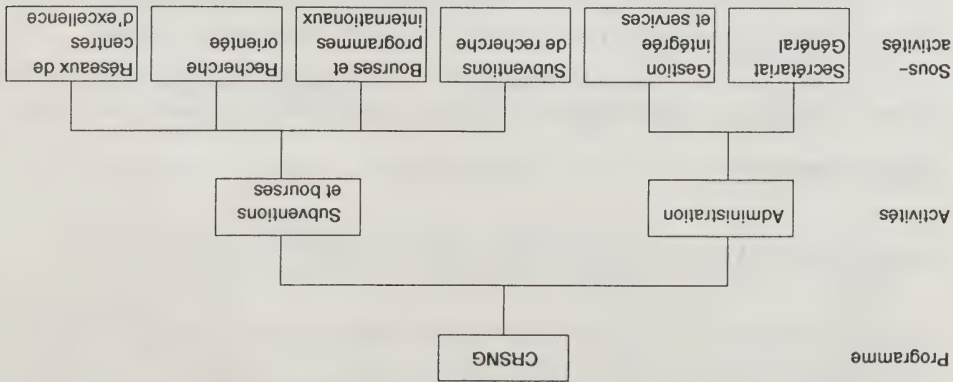 Programme
CRSNG
Activités
Administration
Subventions
et bourses
Sous-
activités
Secrétariat
Général
Gestion
intégrée
et services
Subventions
de recherche
Bourses et
programmes
internationaux
Recherche
orientée
Réseaux de
centres
d'excellence